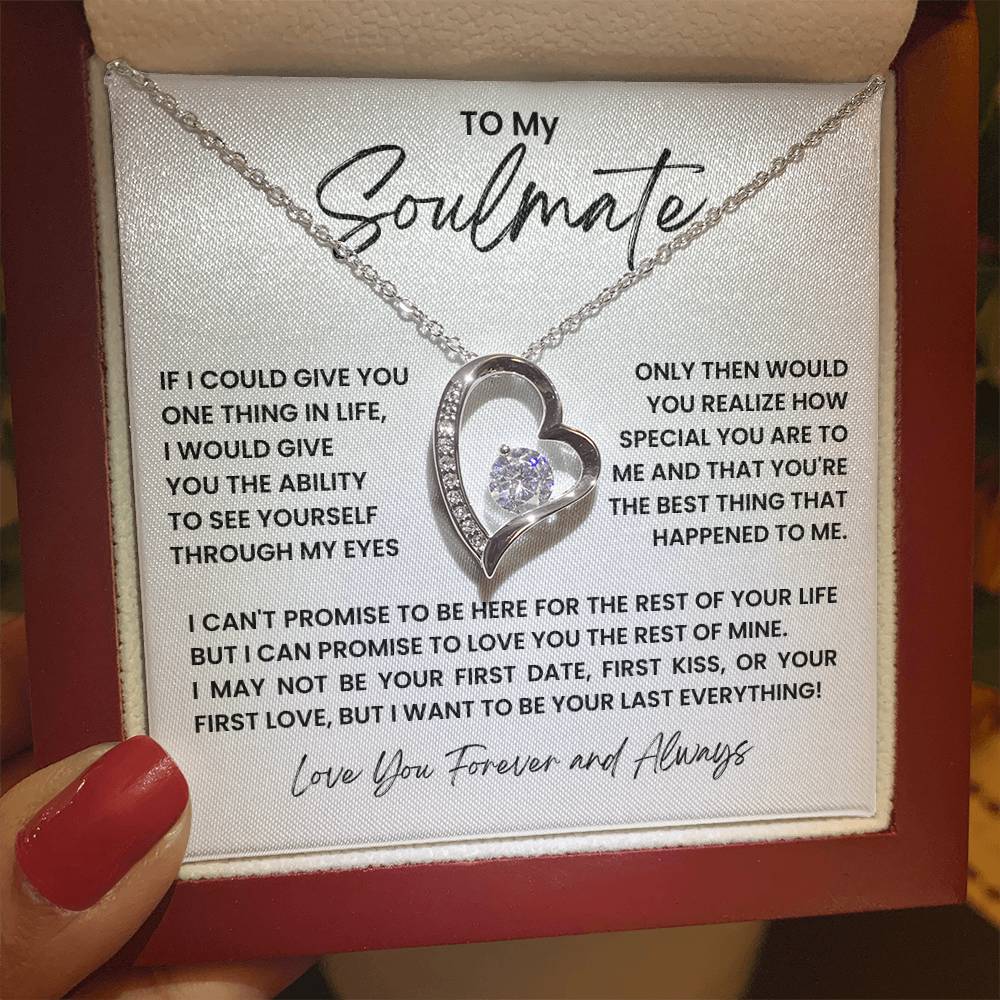 TO My
Soulmate
IF I COULD GIVE YOU
ONE THING IN LIFE,
I WOULD GIVE
YOU THE ABILITY
TO SEE YOURSELF
THROUGH MY EYES
ONLY THEN WOULD
YOU REALIZE HOW
SPECIAL YOU ARE TO
ME AND THAT YOU'RE
THE BEST THING THAT
HAPPENED TO ME.
I CAN'T PROMISE TO BE HERE FOR THE REST OF YOUR LIFE
BUT I CAN PROMISE TO LOVE YOU THE REST OF MINE.
I MAY NOT BE YOUR FIRST DATE, FIRST KISS, OR YOUR
FIRST LOVE, BUT I WANT TO BE YOUR LAST EVERYTHING!
Love You Forever and Always